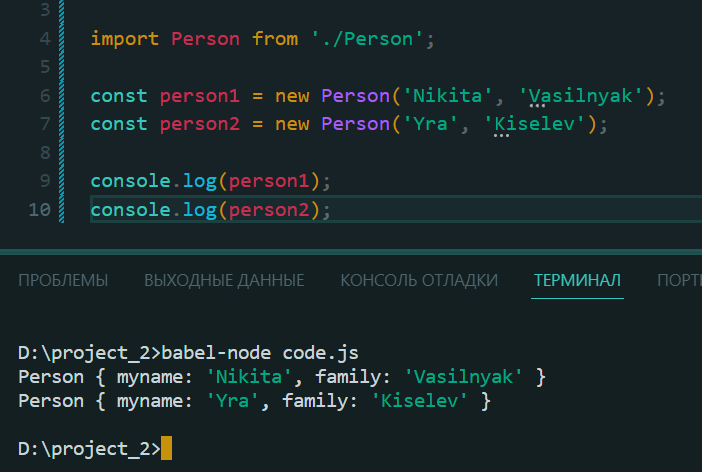 3
4 import Person from './Person';
5
6 const person1 = new Person('Nikita', 'Vasilnyak');
7 const person2 = new Person('Yra', 'Kiselev');
8
9 console.log(person1);
10 console.log(person2);
ПРОБЛЕМЫ ВЫХОДНЫЕ ДАННЫЕ КОНСОЛЬ ОТЛАДКИ ТЕРМИНАЛ
D:\project_2>babel-node code.js
Person { myname: 'Nikita', family: 'Vasilnyak' }
Person { myname: 'Yra', family: 'Kiselev' }
D:\project_2>